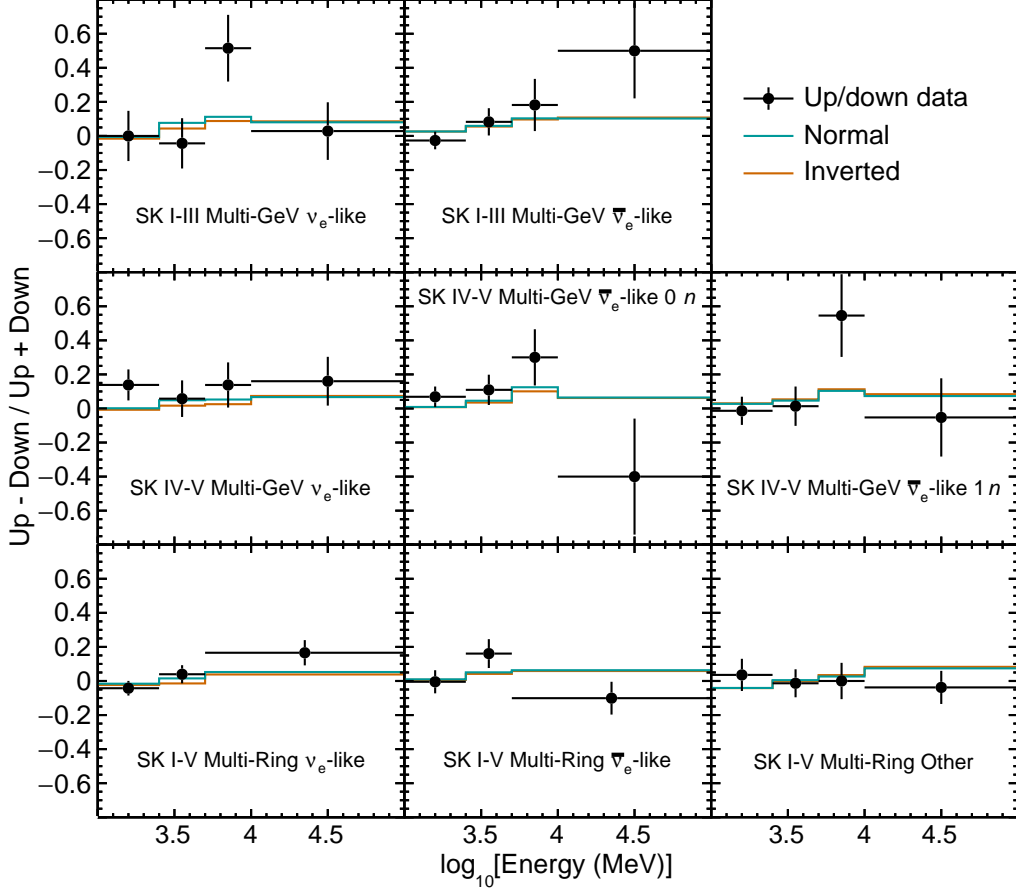 0.6
0.4
0.2
0
−0.2
−0.4
−0.6
SK I-III Multi-GeV νₑ-like
SK I-III Multi-GeV ν̅ₑ-like
Up/down data
Normal
Inverted
Up - Down / Up + Down
0.6
0.4
0.2
0
−0.2
−0.4
−0.6
SK IV-V Multi-GeV νₑ-like
SK IV-V Multi-GeV ν̅ₑ-like 0 n
SK IV-V Multi-GeV ν̅ₑ-like 1 n
0.6
0.4
0.2
0
−0.2
−0.4
−0.6
SK I-V Multi-Ring νₑ-like
SK I-V Multi-Ring ν̅ₑ-like
SK I-V Multi-Ring Other
3.5 4 4.5
3.5 4 4.5
3.5 4 4.5
log₁₀[Energy (MeV)]